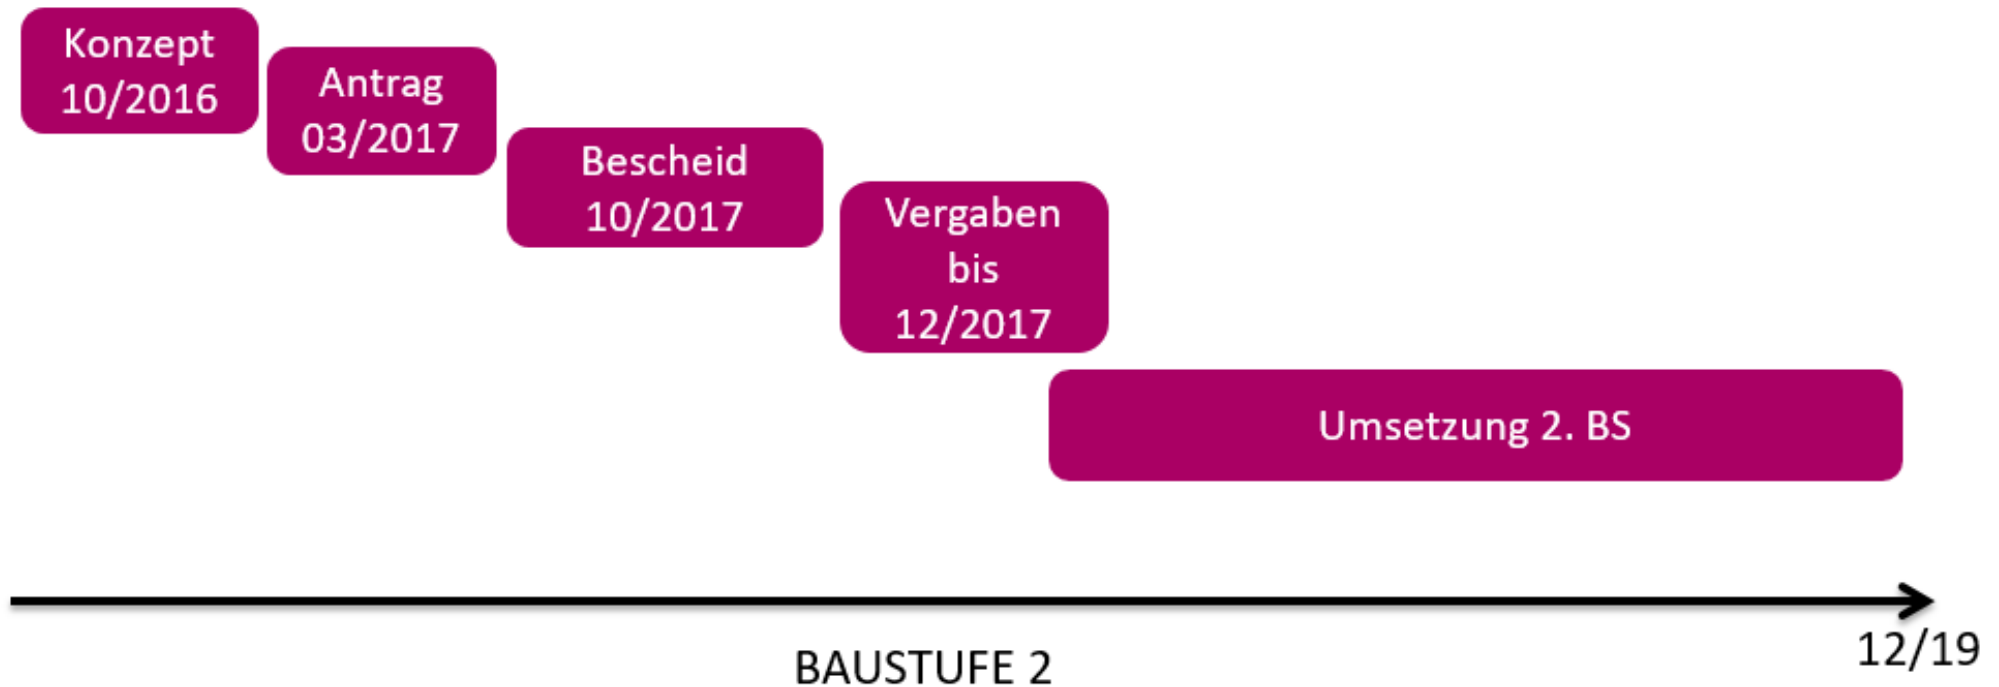 Konzept
10/2016
Antrag
03/2017
Bescheid
10/2017
Vergaben
bis
12/2017
Umsetzung 2. BS
12/19
BAUSTUFE 2